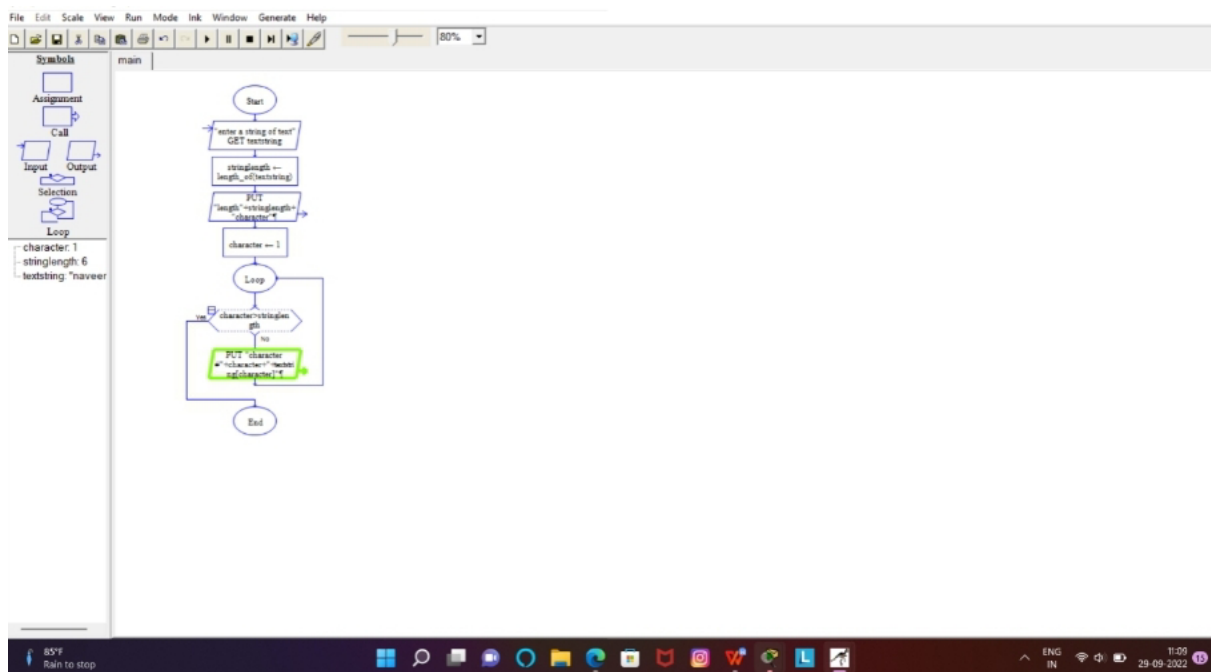 File Edit Scale View Run Mode Ink Window Generate Help
80%
Symbols
main
Assignment
Call
Input Output
Selection
Loop
character: 1
stringlength: 6
textstring: "naveer
Start
"enter a string of text"
GET textstring
stringlength ←
length_of(textstring)
PUT
"length"+stringlength+
"character"¶
character ← 1
Loop
Yes
character>stringlen
gth
No
PUT "character
"+character+"
ng[character]"¶
End
85°F
Rain to stop
ENG
IN
11:09
29-09-2022
15